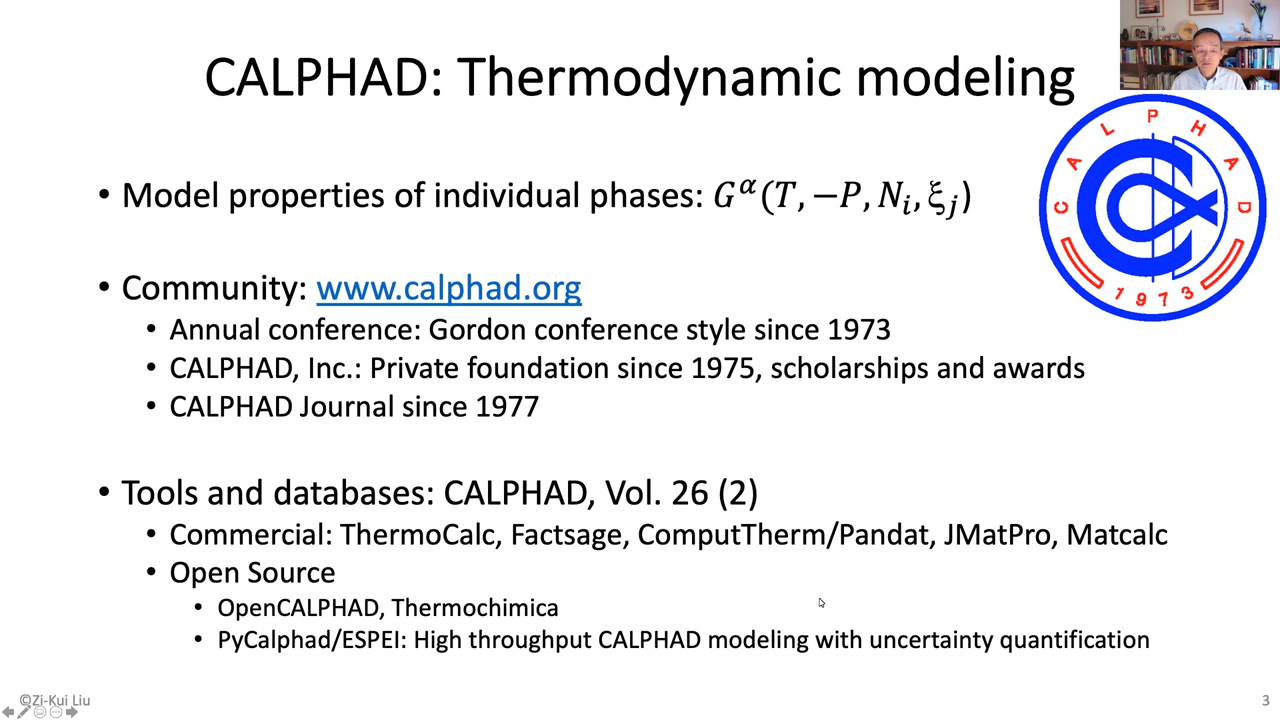 CALPHAD: Thermodynamic modeling
CALPHAD
1973
• Model properties of individual phases: 𝐺^𝛼(𝑇, −𝑃, 𝑁_𝑖, ξ_𝑗)
• Community: www.calphad.org
• Annual conference: Gordon conference style since 1973
• CALPHAD, Inc.: Private foundation since 1975, scholarships and awards
• CALPHAD Journal since 1977
• Tools and databases: CALPHAD, Vol. 26 (2)
• Commercial: ThermoCalc, Factsage, CompuTherm/Pandat, JMatPro, Matcalc
• Open Source
• OpenCALPHAD, Thermochimica
• PyCalphad/ESPEI: High throughput CALPHAD modeling with uncertainty quantification
©Zi-Kui Liu
3